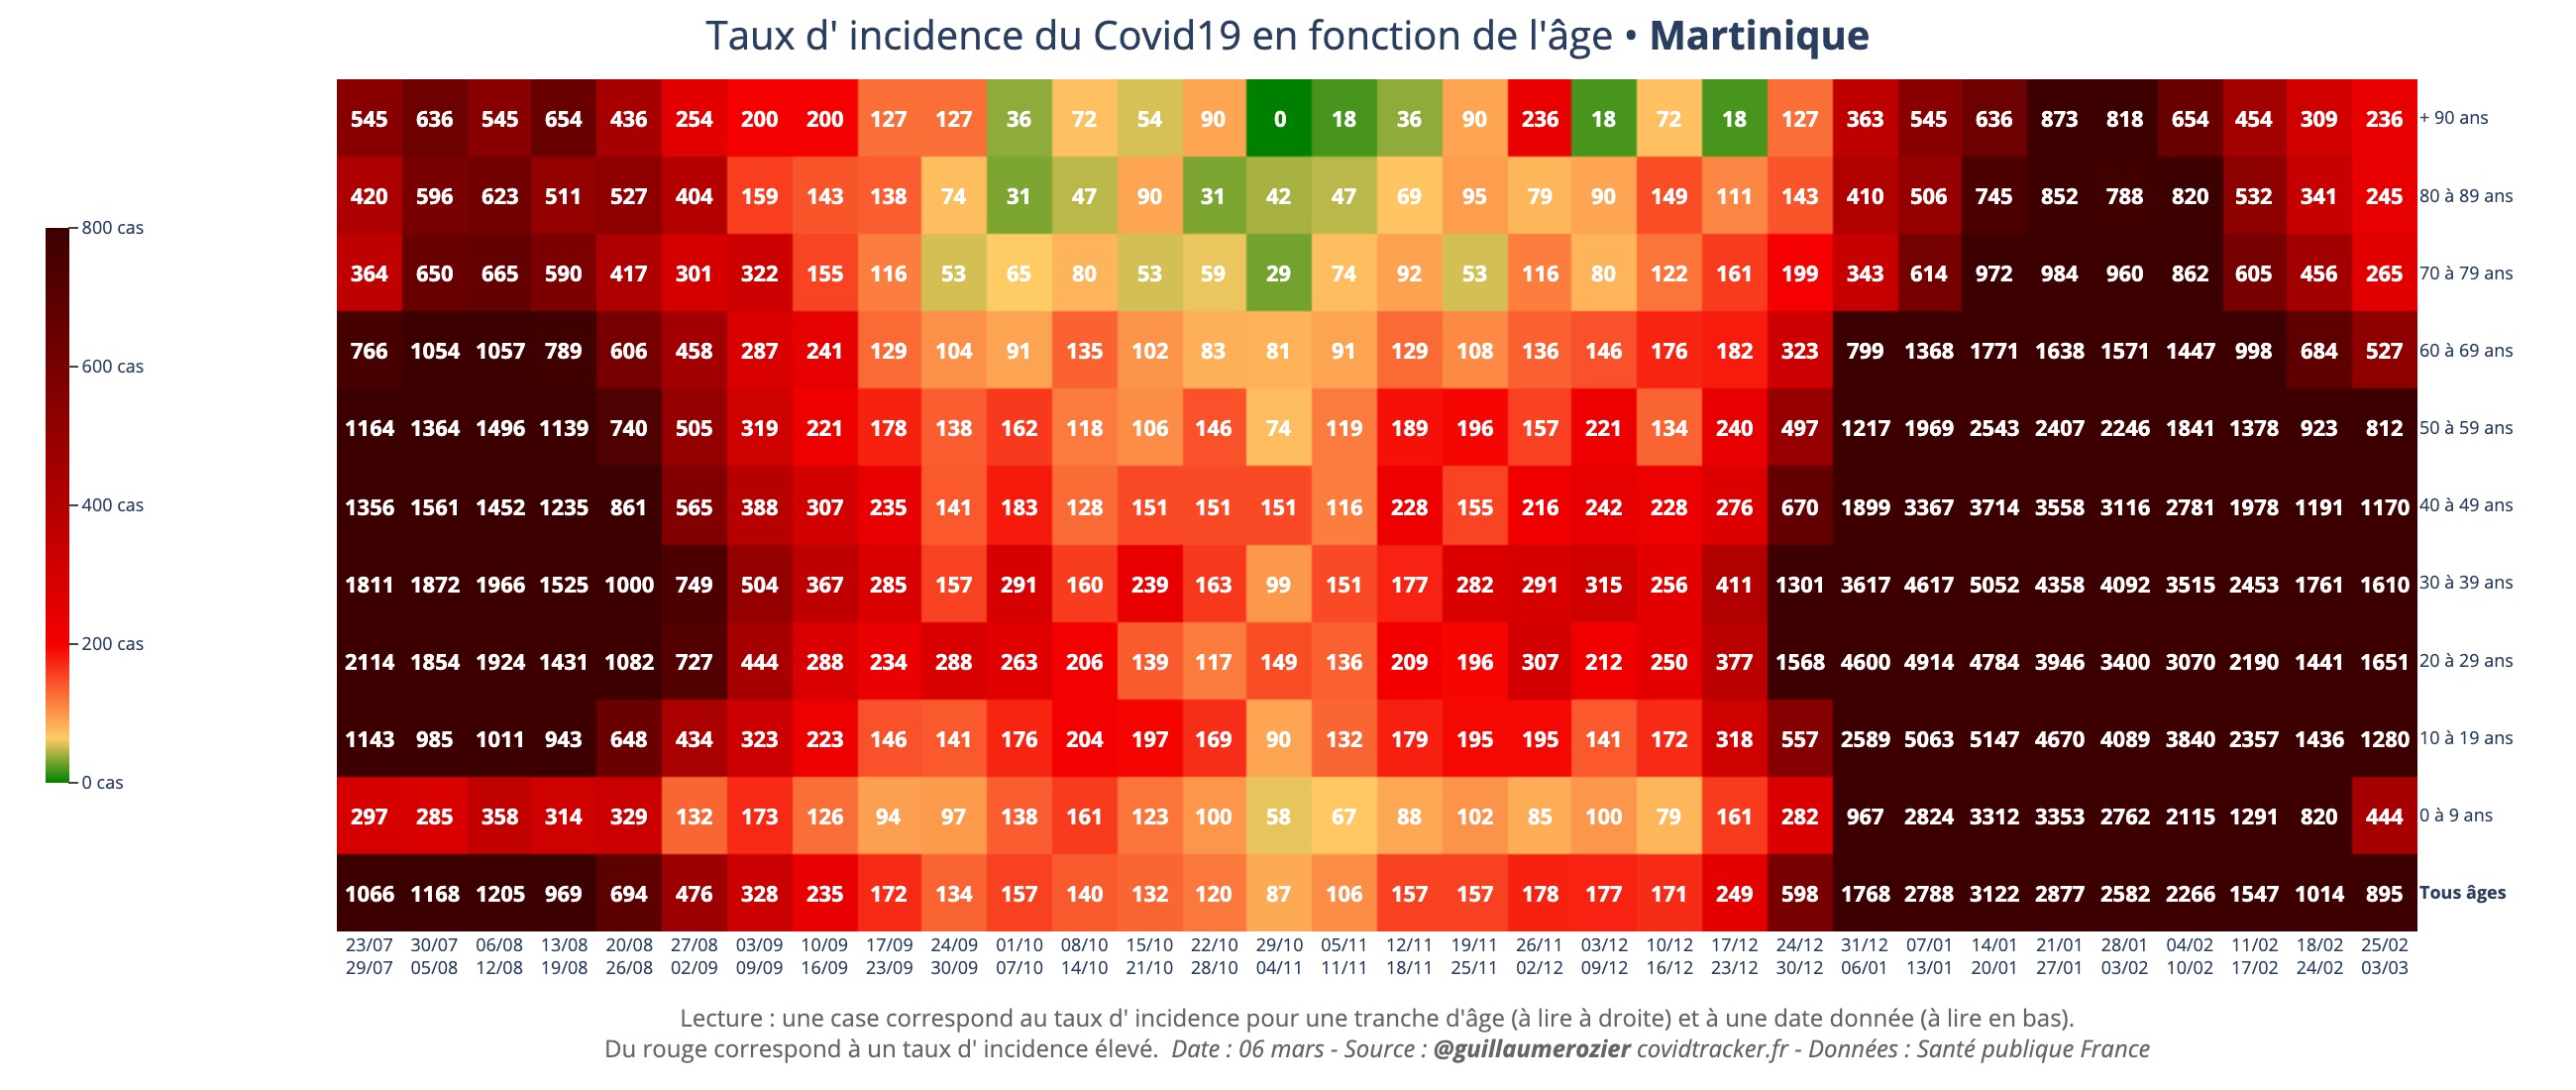 Taux d' incidence du Covid19 en fonction de l'âge • Martinique
545 636 545 654 436 254 200 200 127 127 36 72 54 90 0 18 36 90 236 18 72 18 127 363 545 636 873 818 654 454 309 236 + 90 ans
420 596 623 511 527 404 159 143 138 74 31 47 90 31 42 47 69 95 79 90 149 111 143 410 506 745 852 788 820 532 341 245 80 à 89 ans
364 650 665 590 417 301 322 155 116 53 65 80 53 59 29 74 92 53 116 80 122 161 199 343 614 972 984 960 862 605 456 265 70 à 79 ans
766 1054 1057 789 606 458 287 241 129 104 91 135 102 83 81 91 129 108 136 146 176 182 323 799 1368 1771 1638 1571 1447 998 684 527 60 à 69 ans
1164 1364 1496 1139 740 505 319 221 178 138 162 118 106 146 74 119 189 196 157 221 134 240 497 1217 1969 2543 2407 2246 1841 1378 923 812 50 à 59 ans
1356 1561 1452 1235 861 565 388 307 235 141 183 128 151 151 151 116 228 155 216 242 228 276 670 1899 3367 3714 3558 3116 2781 1978 1191 1170 40 à 49 ans
1811 1872 1966 1525 1000 749 504 367 285 157 291 160 239 163 99 151 177 282 291 315 256 411 1301 3617 4617 5052 4358 4092 3515 2453 1761 1610 30 à 39 ans
2114 1854 1924 1431 1082 727 444 288 234 288 263 206 139 117 149 136 209 196 307 212 250 377 1568 4600 4914 4784 3946 3400 3070 2190 1441 1651 20 à 29 ans
1143 985 1011 943 648 434 323 223 146 141 176 204 197 169 90 132 179 195 195 141 172 318 557 2589 5063 5147 4670 4089 3840 2357 1436 1280 10 à 19 ans
297 285 358 314 329 132 173 126 94 97 138 161 123 100 58 67 88 102 85 100 79 161 282 967 2824 3312 3353 2762 2115 1291 820 444 0 à 9 ans
1066 1168 1205 969 694 476 328 235 172 134 157 140 132 120 87 106 157 157 178 177 171 249 598 1768 2788 3122 2877 2582 2266 1547 1014 895 Tous âges
800 cas
600 cas
400 cas
200 cas
0 cas
23/07 30/07 06/08 13/08 20/08 27/08 03/09 10/09 17/09 24/09 01/10 08/10 15/10 22/10 29/10 05/11 12/11 19/11 26/11 03/12 10/12 17/12 24/12 31/12 07/01 14/01 21/01 28/01 04/02 11/02 18/02 25/02
29/07 05/08 12/08 19/08 26/08 02/09 09/09 16/09 23/09 30/09 07/10 14/10 21/10 28/10 04/11 11/11 18/11 25/11 02/12 09/12 16/12 23/12 30/12 06/01 13/01 20/01 27/01 03/02 10/02 17/02 24/02 03/03
Lecture : une case correspond au taux d' incidence pour une tranche d'âge (à lire à droite) et à une date donnée (à lire en bas).
Du rouge correspond à un taux d' incidence élevé. Date : 06 mars - Source : @guillaumerozier covidtracker.fr - Données : Santé publique France